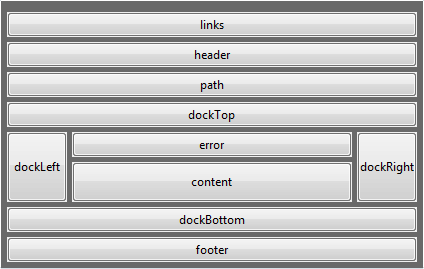 links
header
path
dockTop
dockLeft
error
content
dockRight
dockBottom
footer